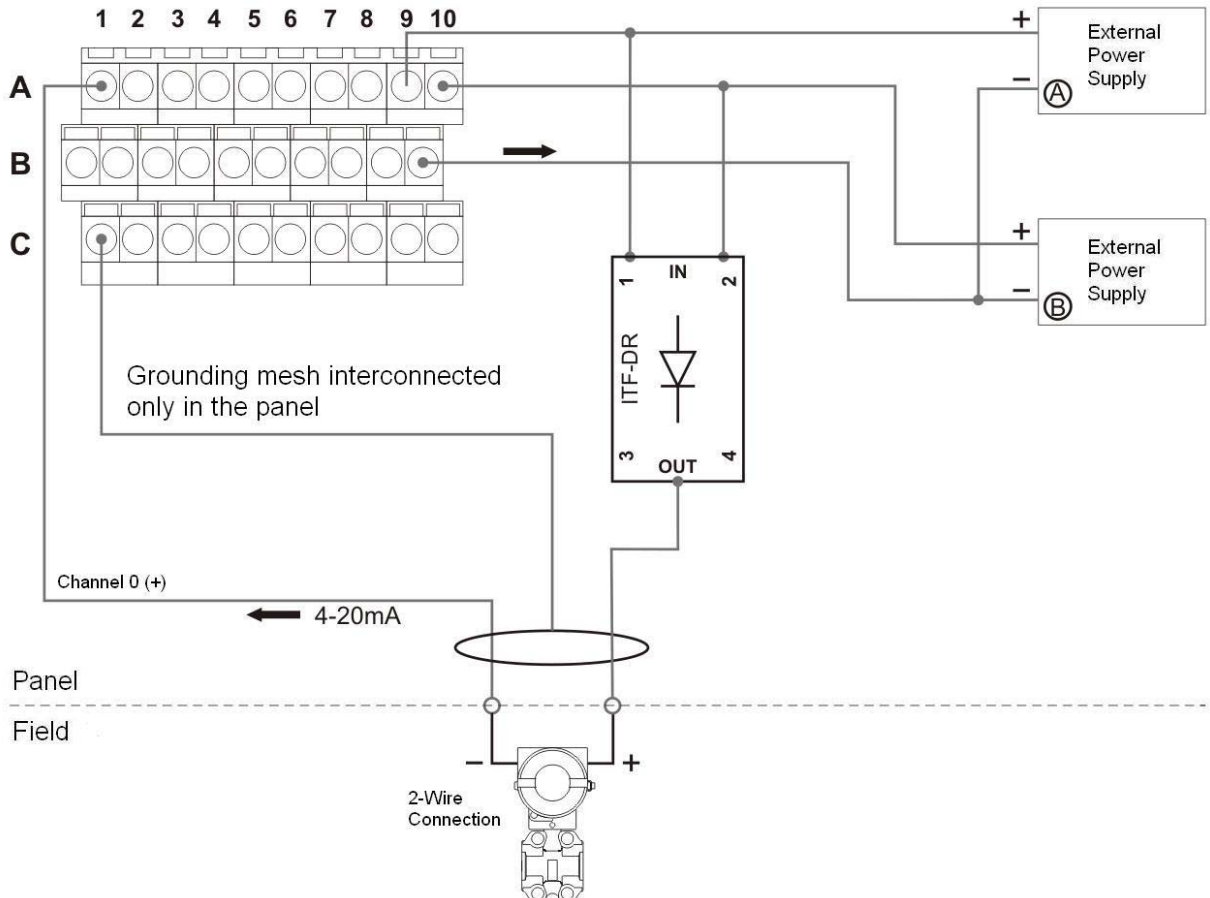 1 2 3 4 5 6 7 8 9 10
A
B
C
+
External
Power
Supply
−
A
+
External
Power
Supply
−
B
1
IN
2
ITF-DR
3
OUT
4
Grounding mesh interconnected
only in the panel
Channel 0 (+)
4-20mA
Panel
Field
−
+
2-Wire
Connection